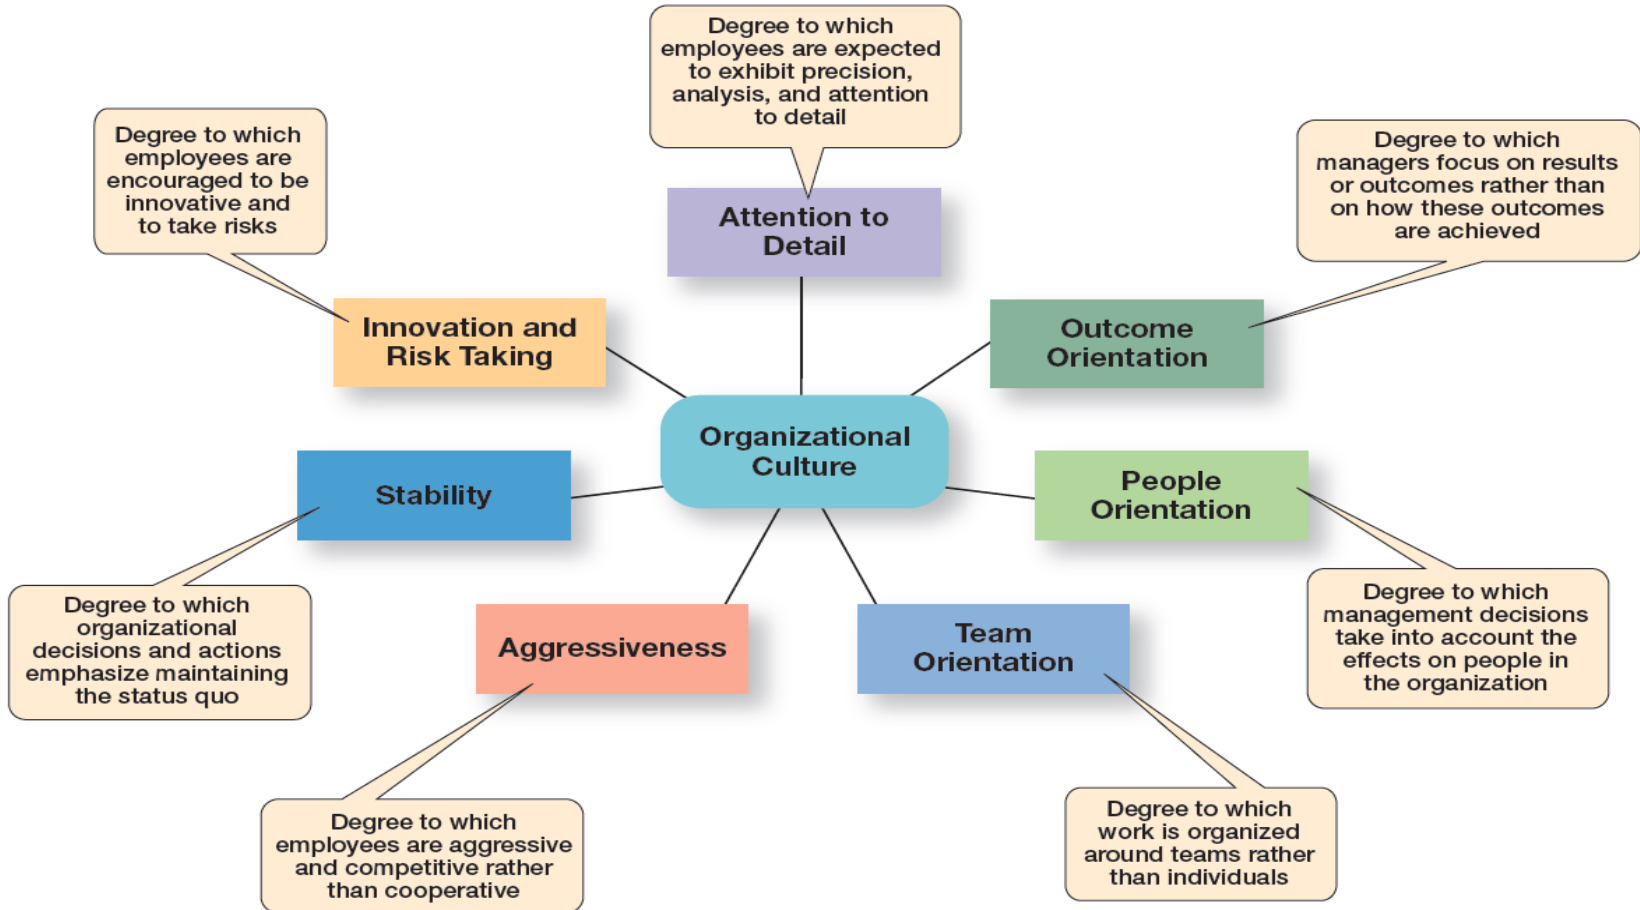 Degree to which
employees are expected
to exhibit precision,
analysis, and attention
to detail
Degree to which
employees are
encouraged to be
innovative and
to take risks
Degree to which
managers focus on results
or outcomes rather than
on how these outcomes
are achieved
Attention to
Detail
Innovation and
Risk Taking
Outcome
Orientation
Organizational
Culture
Stability
People
Orientation
Degree to which
organizational
decisions and actions
emphasize maintaining
the status quo
Aggressiveness
Team
Orientation
Degree to which
management decisions
take into account the
effects on people in
the organization
Degree to which
employees are aggressive
and competitive rather
than cooperative
Degree to which
work is organized
around teams rather
than individuals